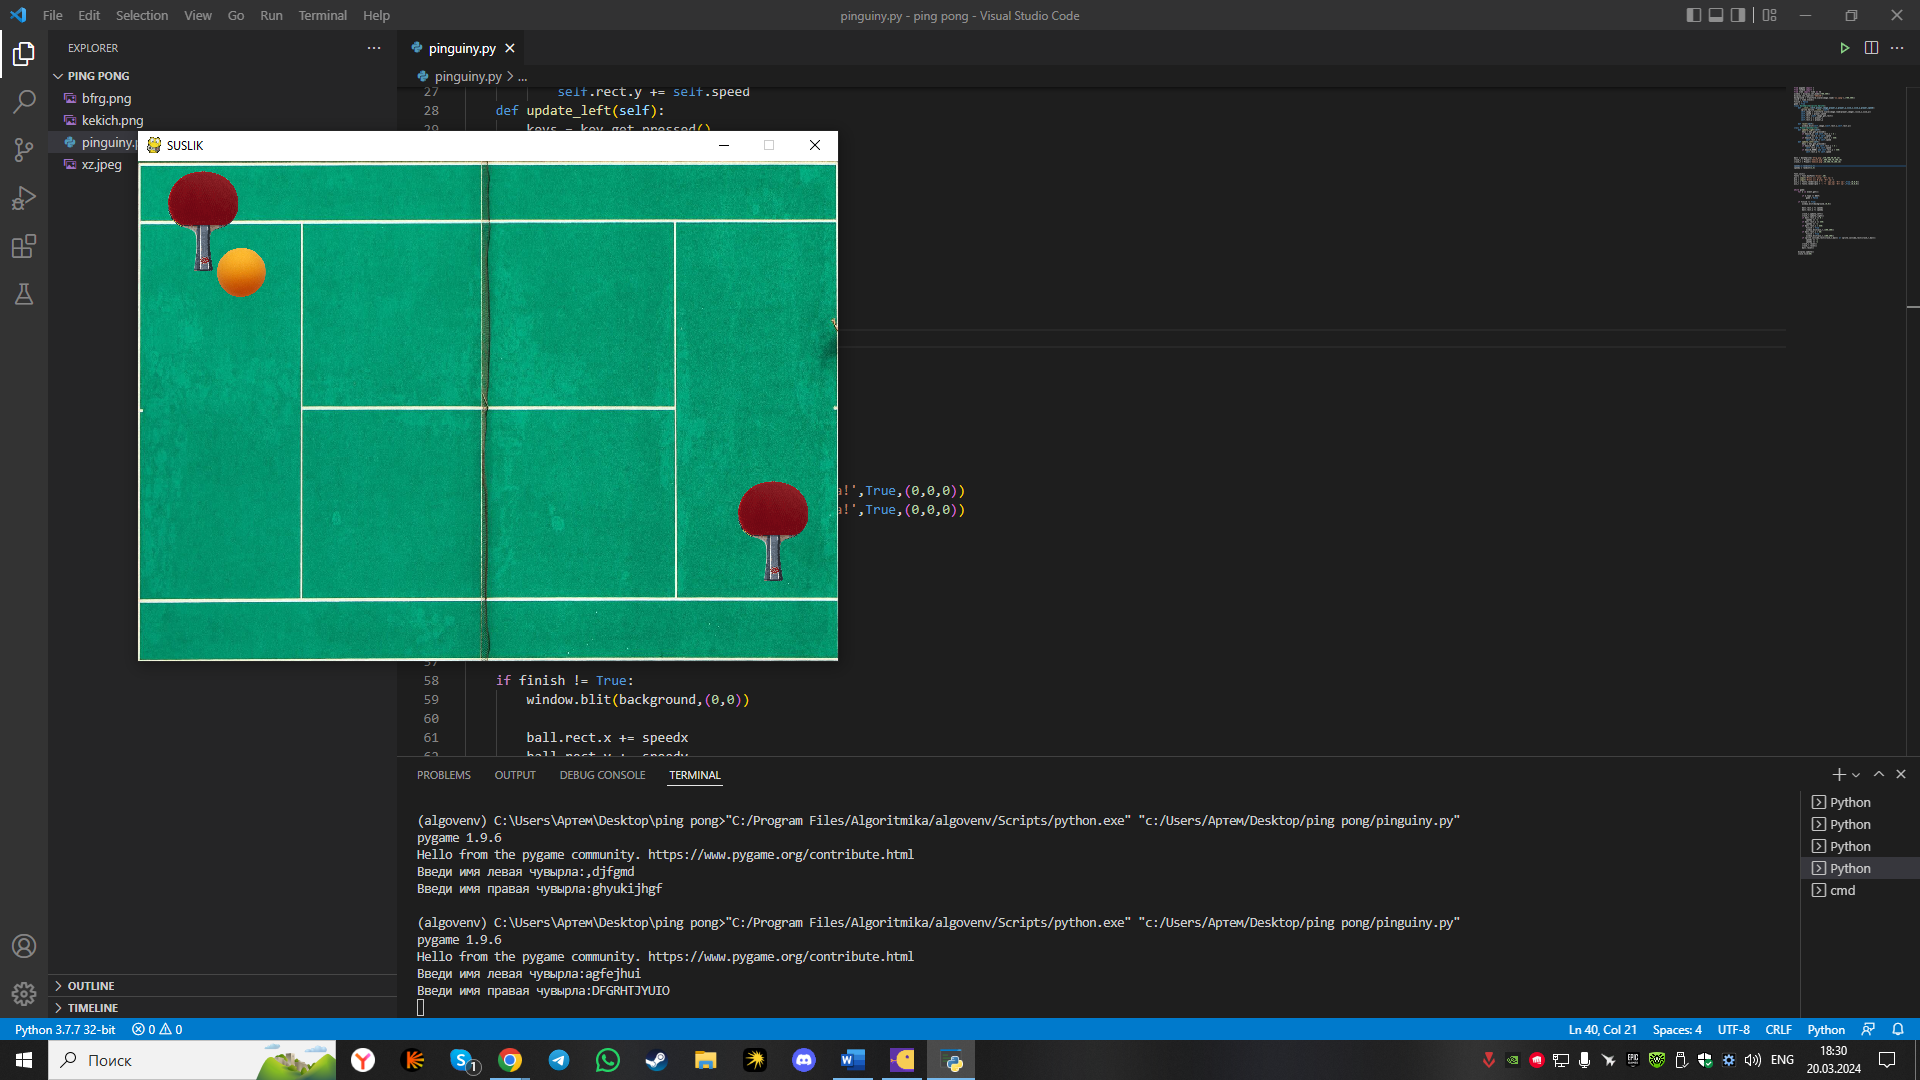 File Edit Selection View Go Run Terminal Help
pinguiny.py - ping pong - Visual Studio Code
EXPLORER
PING PONG
bfrg.png
kekich.png
pinguiny.
xz.jpeg
pinguiny.py
pinguiny.py > ...
27 self.rect.y += self.speed
28 def update_left(self):
29 keys = key.get_pressed()
SUSLIK
a!',True,(0,0,0))
a!',True,(0,0,0))
57
58 if finish != True:
59 window.blit(background,(0,0))
60
61 ball.rect.x += speedx
62 ball.rect.y += speedy
PROBLEMS OUTPUT DEBUG CONSOLE TERMINAL
(algovenv) C:\Users\Артем\Desktop\ping pong>"C:/Program Files/Algoritmika/algovenv/Scripts/python.exe" "c:/Users/Артем/Desktop/ping pong/pinguiny.py"
pygame 1.9.6
Hello from the pygame community. https://www.pygame.org/contribute.html
Введи имя левая чувырла:,djfgmd
Введи имя правая чувырла:ghyukijhgf
(algovenv) C:\Users\Артем\Desktop\ping pong>"C:/Program Files/Algoritmika/algovenv/Scripts/python.exe" "c:/Users/Артем/Desktop/ping pong/pinguiny.py"
pygame 1.9.6
Hello from the pygame community. https://www.pygame.org/contribute.html
Введи имя левая чувырла:agfejhui
Введи имя правая чувырла:DFGRHTJYUIO
Python
Python
Python
Python
cmd
OUTLINE
TIMELINE
Python 3.7.7 32-bit 0 0
Ln 40, Col 21 Spaces: 4 UTF-8 CRLF Python
Поиск
1
EPIC
ENG
18:30
20.03.2024